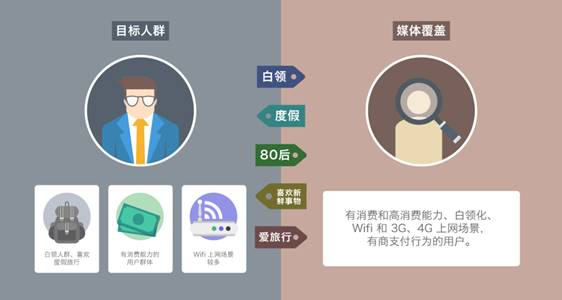 目标人群
媒体覆盖
白领
度假
80后
喜欢新
鲜事物
爱旅行
白领人群、喜欢
度假旅行
有消费能力的
用户群体
Wifi 上网场景
较多
有消费和高消费能力、白领化、
Wifi 和 3G、4G 上网场景,
有商支付行为的用户。